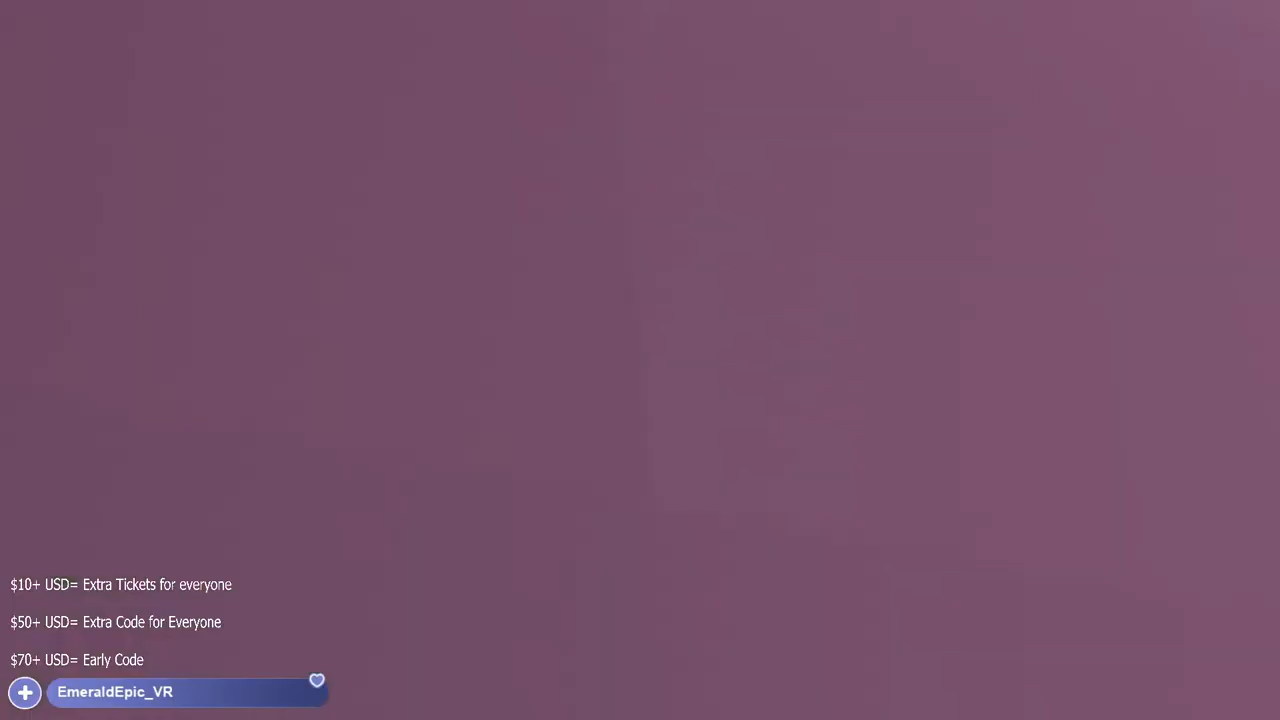 $10+ USD= Extra Tickets for everyone
$50+ USD= Extra Code for Everyone
$70+ USD= Early Code
EmeraldEpic_VR